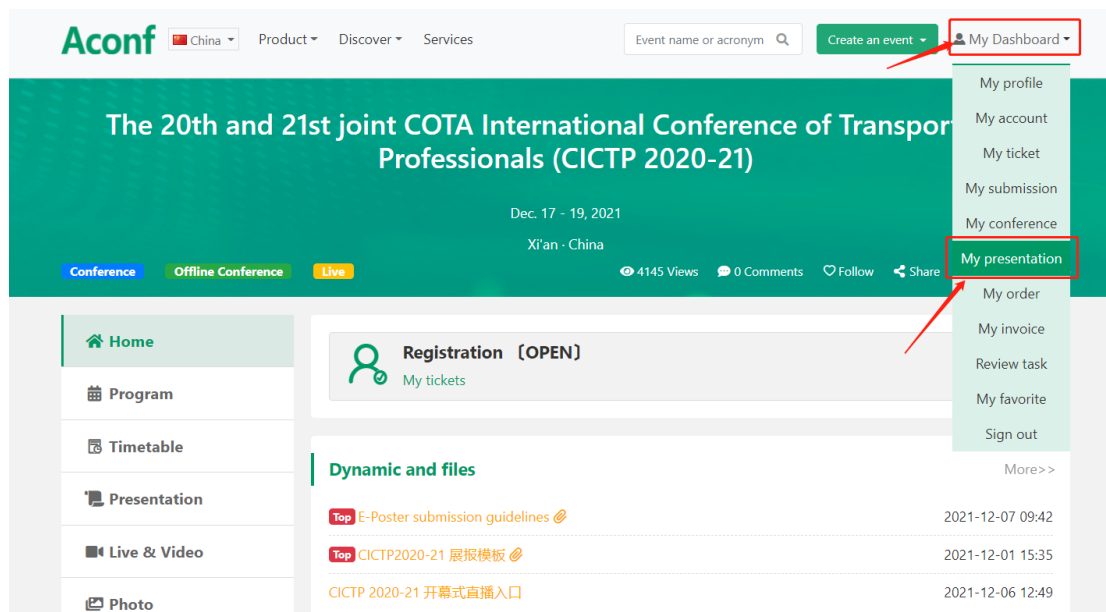 Aconf
China
Product
Discover
Services
Event name or acronym
Create an event
My Dashboard
My profile
My account
My ticket
My submission
My conference
My presentation
My order
My invoice
Review task
My favorite
Sign out
The 20th and 21st joint COTA International Conference of Transpor
Professionals (CICTP 2020-21)
Dec. 17 - 19, 2021
Xi'an · China
Conference
Offline Conference
Live
4145 Views
0 Comments
Follow
Share
Home
Program
Timetable
Presentation
Live & Video
Photo
Registration 〔OPEN〕
My tickets
Dynamic and files
More>>
Top E-Poster submission guidelines
2021-12-07 09:42
Top CICTP2020-21 展报模板
2021-12-01 15:35
CICTP 2020-21 开幕式直播入口
2021-12-06 12:49